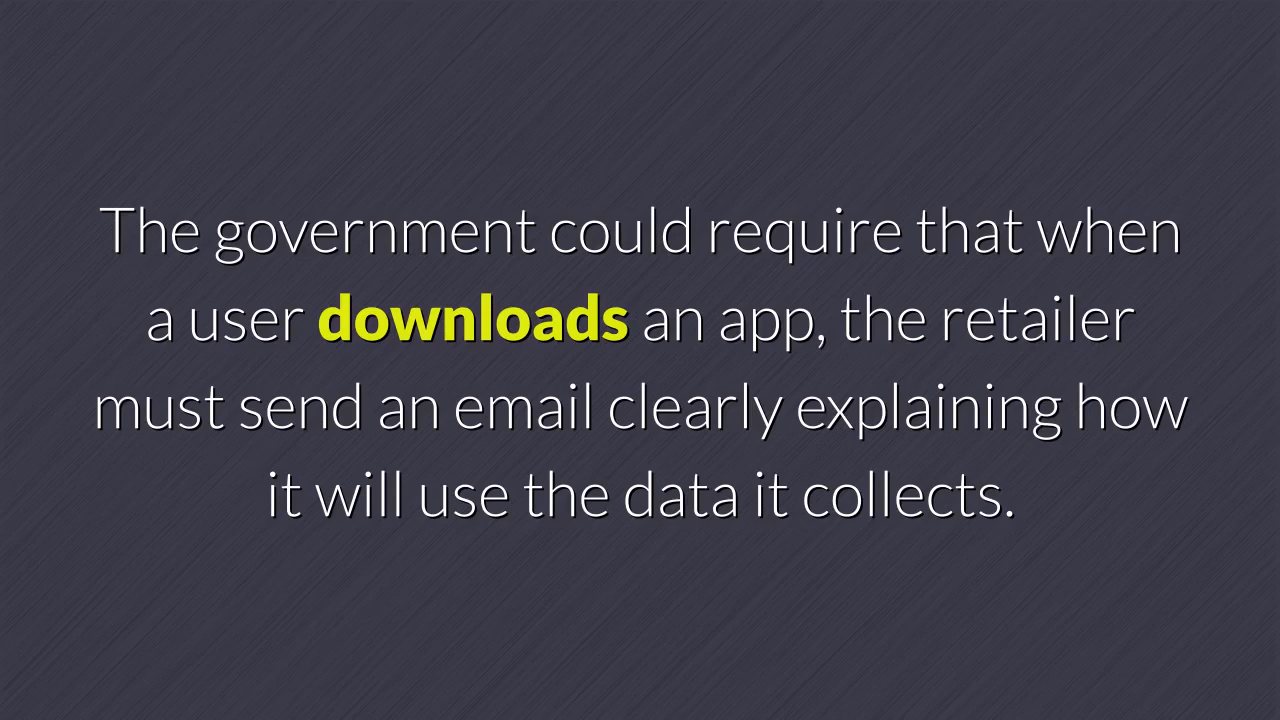 The government could require that when
a user downloads an app, the retailer
must send an email clearly explaining how
it will use the data it collects.